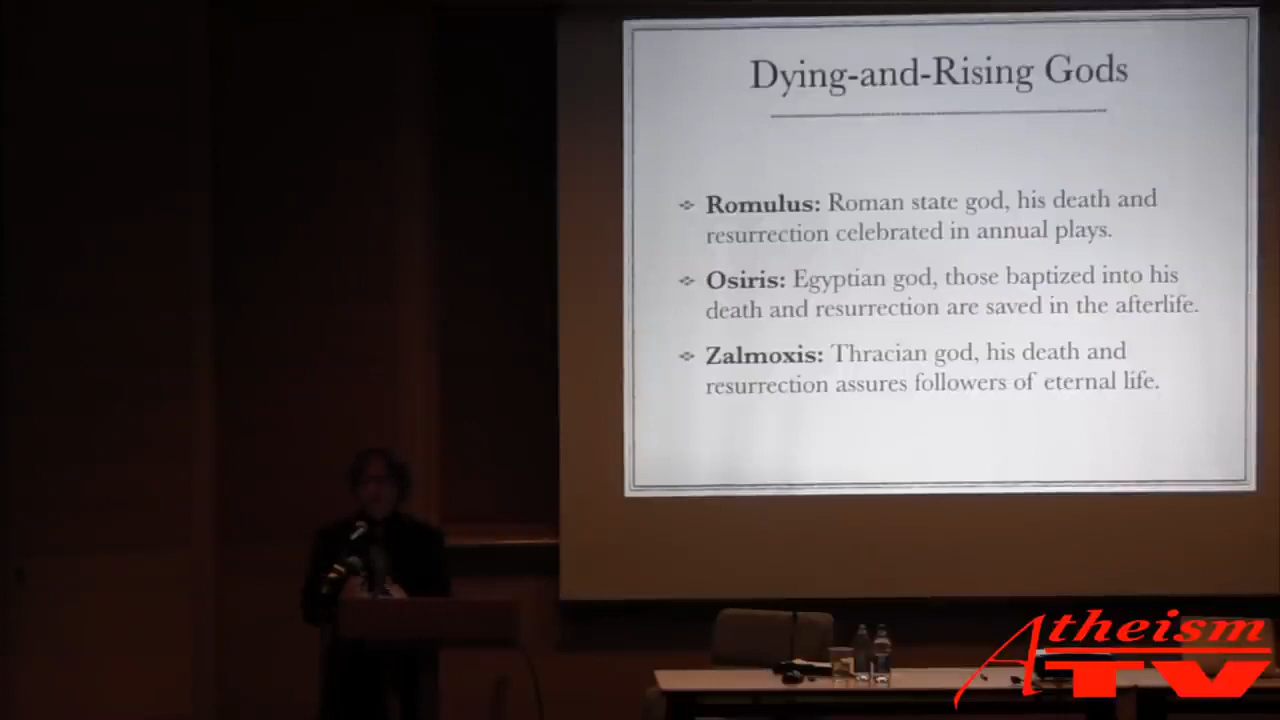 Dying-and-Rising Gods
Romulus: Roman state god, his death and
resurrection celebrated in annual plays.
Osiris: Egyptian god, those baptized into his
death and resurrection are saved in the afterlife.
Zalmoxis: Thracian god, his death and
resurrection assures followers of eternal life.
Atheism
TV